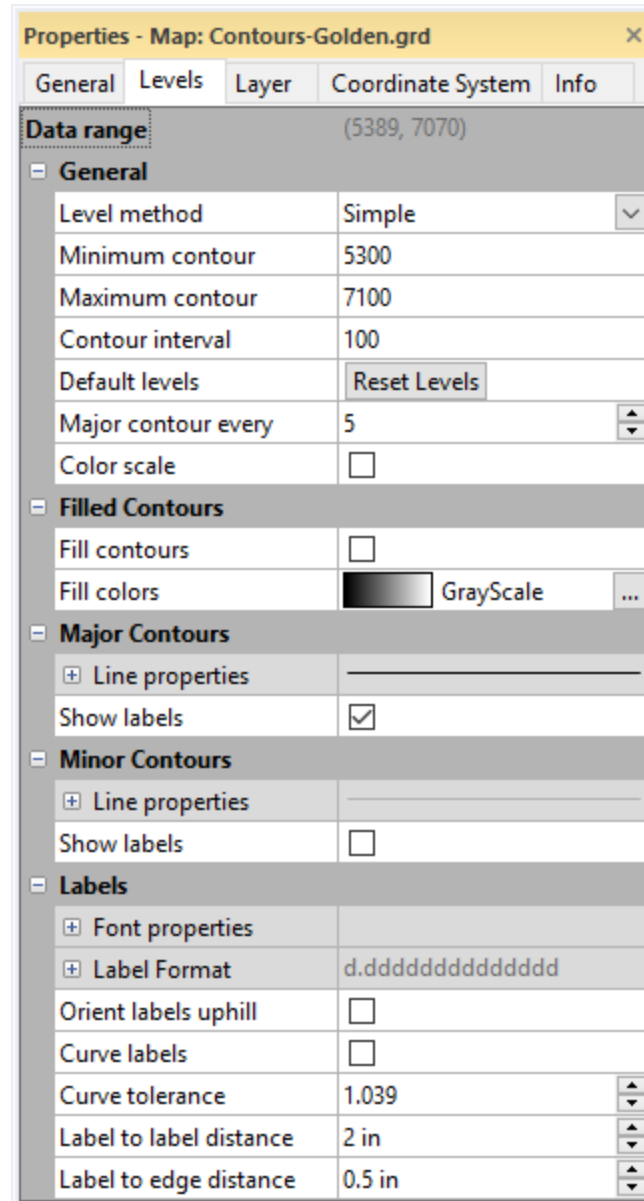 Properties - Map: Contours-Golden.grd ×
General Levels Layer Coordinate System Info
Data range (5389, 7070)
General
Level method Simple
Minimum contour 5300
Maximum contour 7100
Contour interval 100
Default levels Reset Levels
Major contour every 5
Color scale
Filled Contours
Fill contours
Fill colors GrayScale ...
Major Contours
Line properties
Show labels
Minor Contours
Line properties
Show labels
Labels
Font properties
Label Format d.dddddddddddddd
Orient labels uphill
Curve labels
Curve tolerance 1.039
Label to label distance 2 in
Label to edge distance 0.5 in